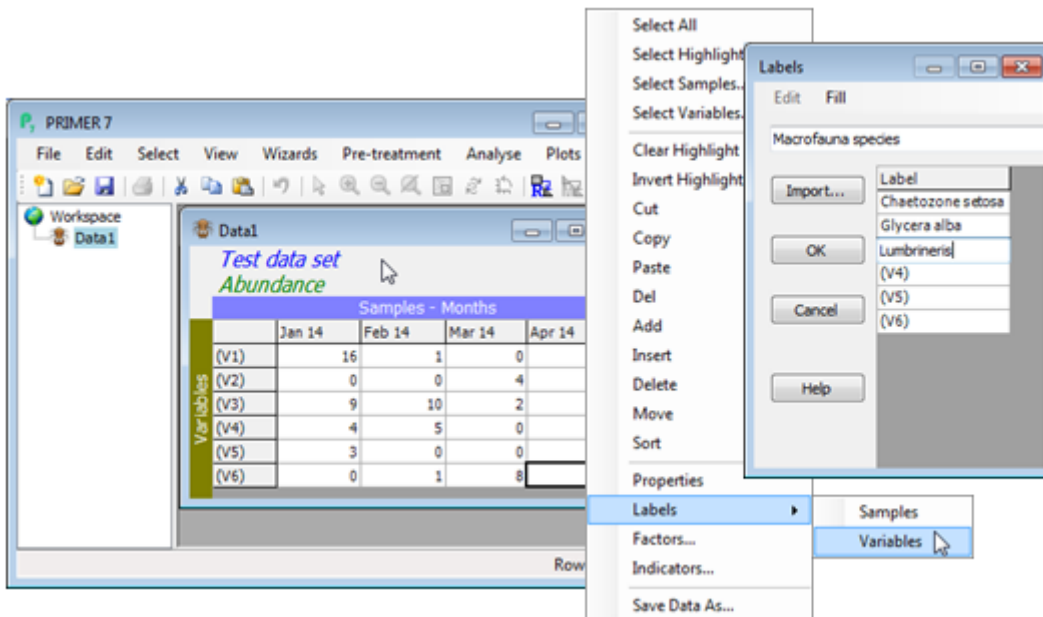 PRIMER 7
File Edit Select View Wizards Pre-treatment Analyse Plots
Workspace
Data1
Data1
Test data set
Abundance
Samples - Months
Variables
Jan 14 Feb 14 Mar 14 Apr 14
(V1) 16 1 0
(V2) 0 0 4
(V3) 9 10 2
(V4) 4 5 0
(V5) 3 0 0
(V6) 0 1 8
Row
Select All
Select Highlight
Select Samples..
Select Variables.
Clear Highlight
Invert Highlight
Cut
Copy
Paste
Del
Add
Insert
Delete
Move
Sort
Properties
Labels
Factors...
Indicators...
Save Data As...
Samples
Variables
Labels
Edit Fill
Macrofauna species
Import...
OK
Cancel
Help
Label
Chaetozone setosa
Glycera alba
Lumbrineris
(V4)
(V5)
(V6)